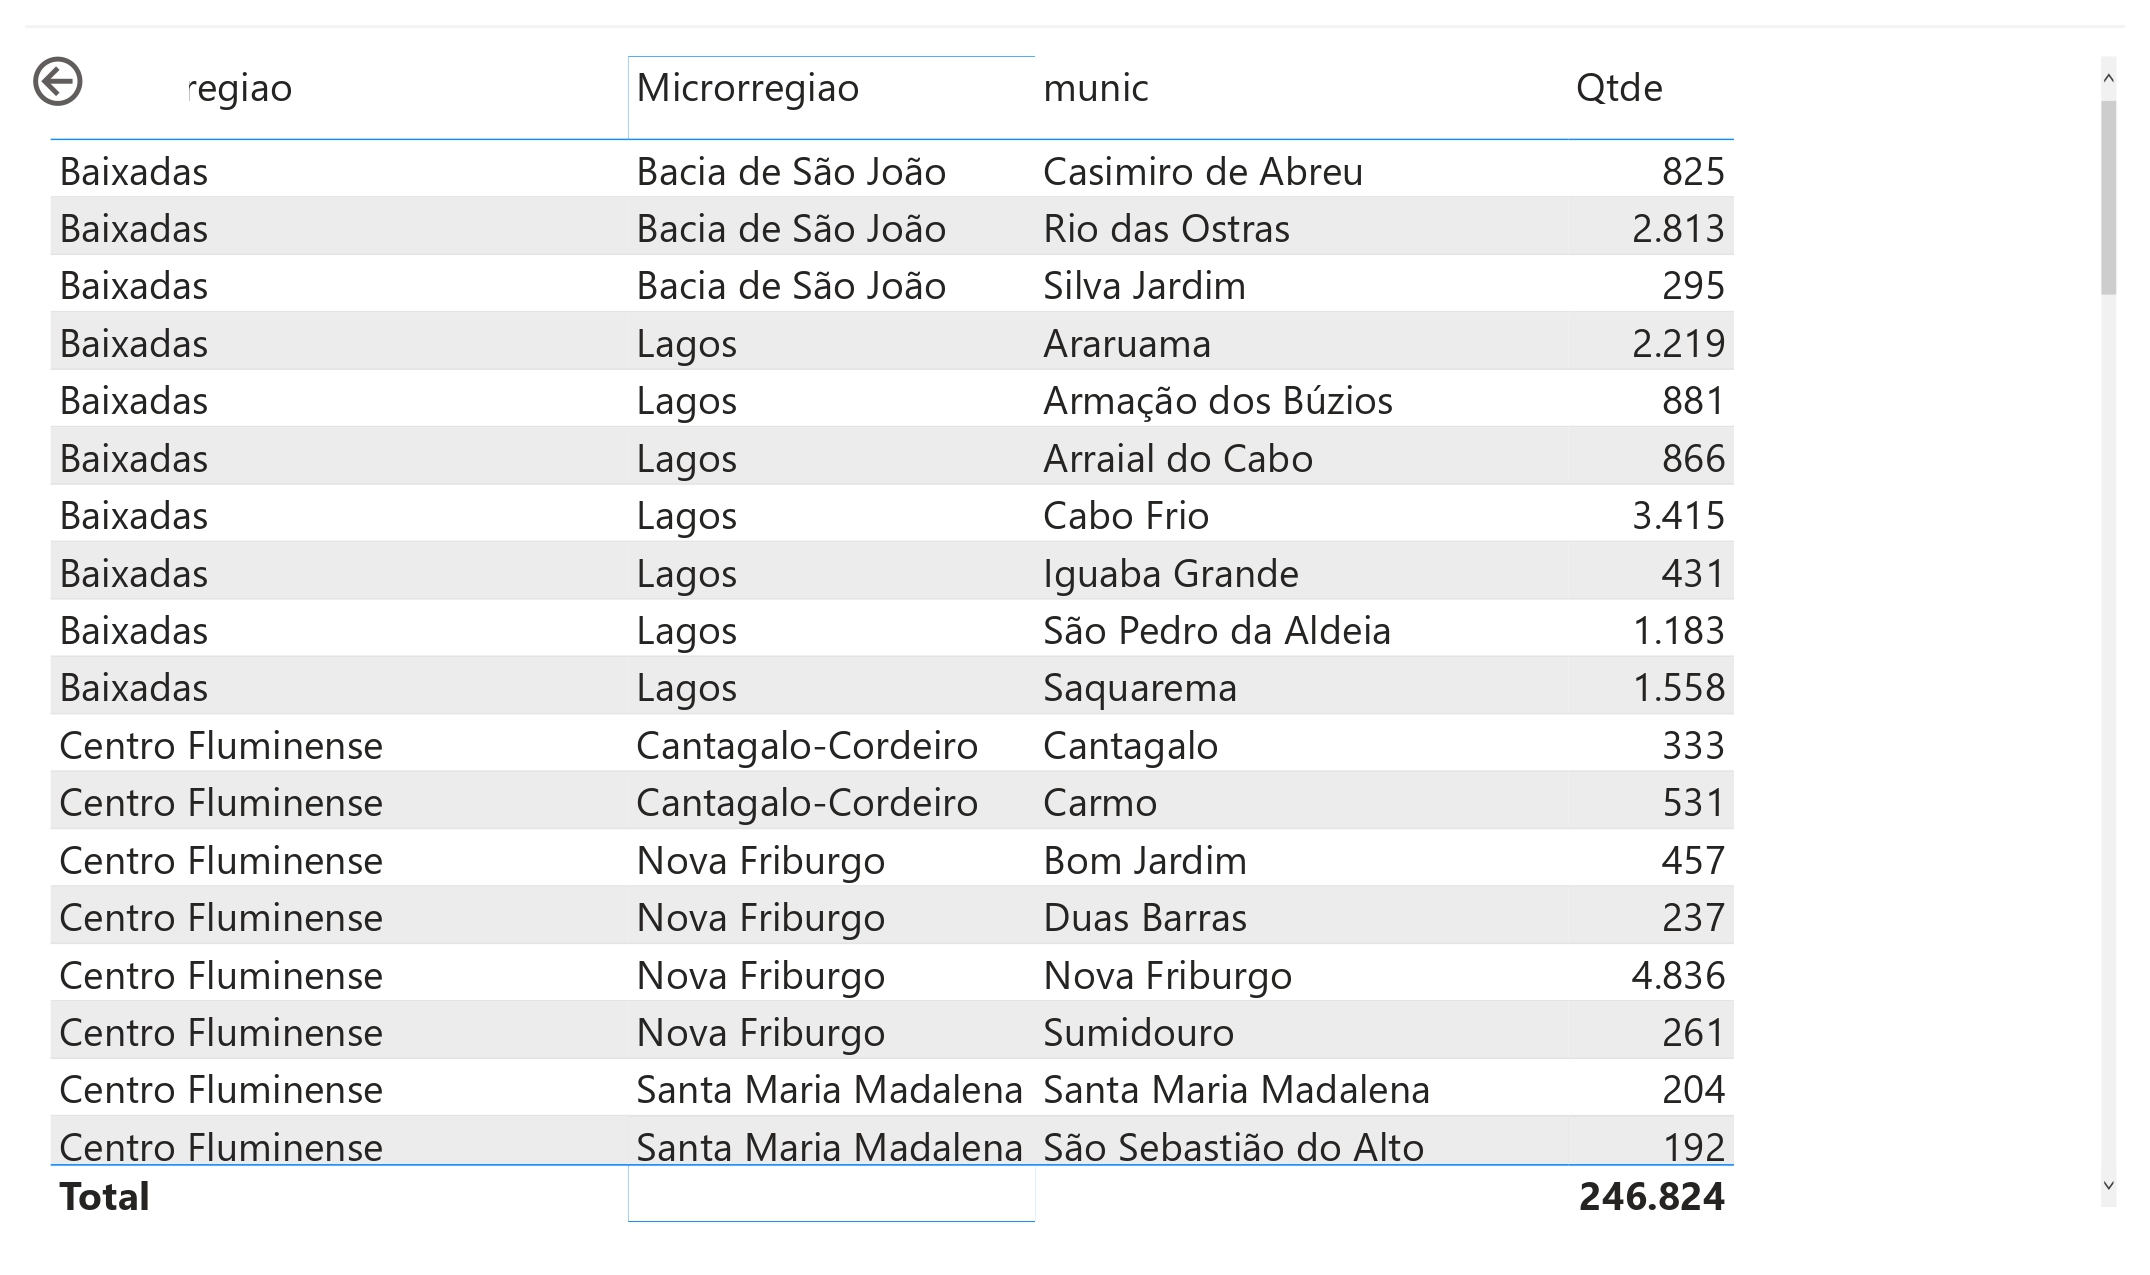 regiao Microrregiao munic Qtde
Baixadas Bacia de São João Casimiro de Abreu 825
Baixadas Bacia de São João Rio das Ostras 2.813
Baixadas Bacia de São João Silva Jardim 295
Baixadas Lagos Araruama 2.219
Baixadas Lagos Armação dos Búzios 881
Baixadas Lagos Arraial do Cabo 866
Baixadas Lagos Cabo Frio 3.415
Baixadas Lagos Iguaba Grande 431
Baixadas Lagos São Pedro da Aldeia 1.183
Baixadas Lagos Saquarema 1.558
Centro Fluminense Cantagalo-Cordeiro Cantagalo 333
Centro Fluminense Cantagalo-Cordeiro Carmo 531
Centro Fluminense Nova Friburgo Bom Jardim 457
Centro Fluminense Nova Friburgo Duas Barras 237
Centro Fluminense Nova Friburgo Nova Friburgo 4.836
Centro Fluminense Nova Friburgo Sumidouro 261
Centro Fluminense Santa Maria Madalena Santa Maria Madalena 204
Centro Fluminense Santa Maria Madalena São Sebastião do Alto 192
Total 246.824